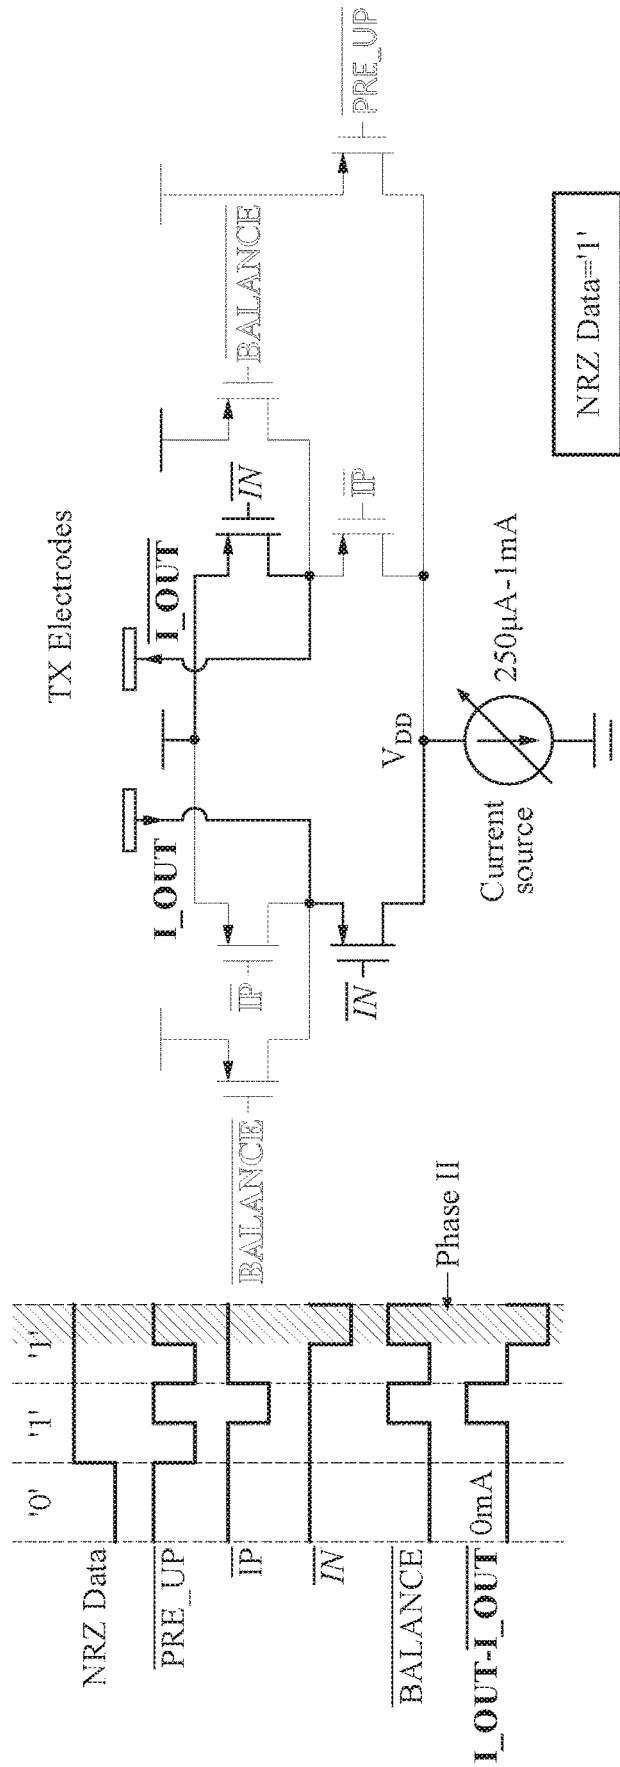 '0' '1' '1'
NRZ Data
PRE_UP
IP
IN
BALANCE
I_OUT-I_OUT 0mA
Phase II
TX Electrodes
I_OUT
I_OUT
BALANCE
IP
IN
BALANCE
IN
IP
PRE_UP
VDD
Current
source
250µA-1mA
NRZ Data='1'